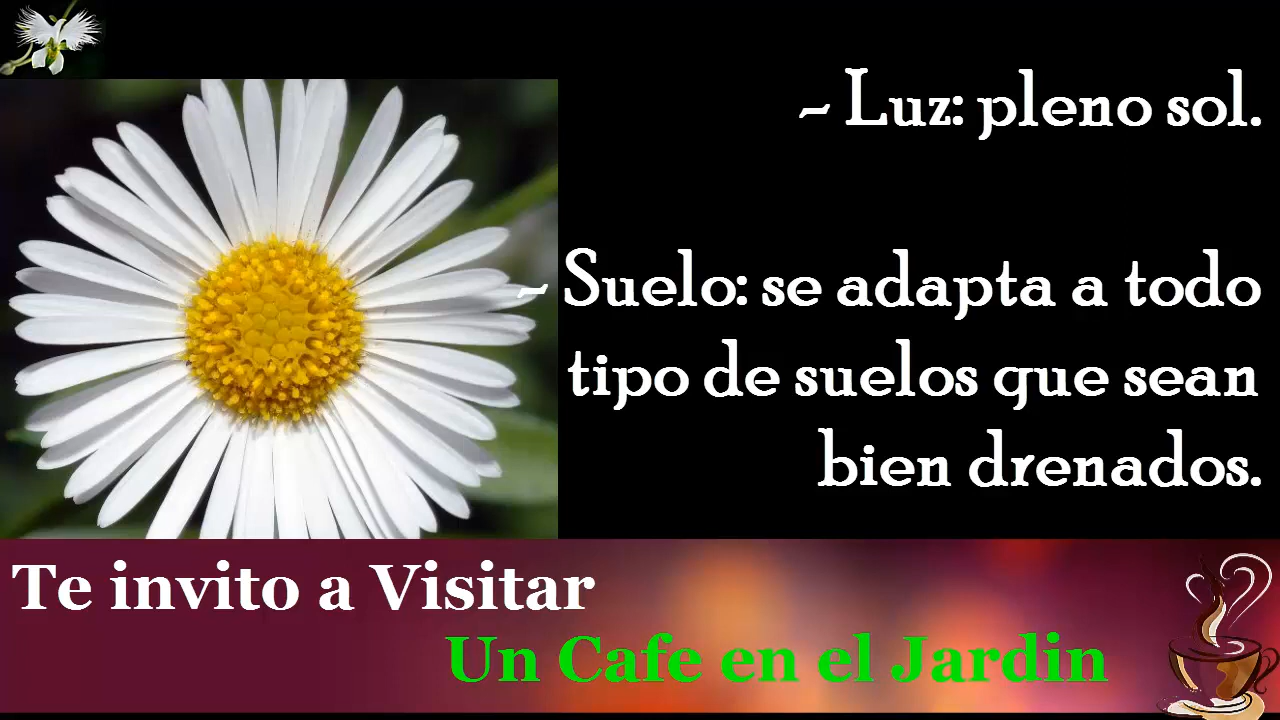 - Luz: pleno sol.
- Suelo: se adapta a todo
tipo de suelos que sean
bien drenados.
Te invito a Visitar
Un Cafe en el Jardin